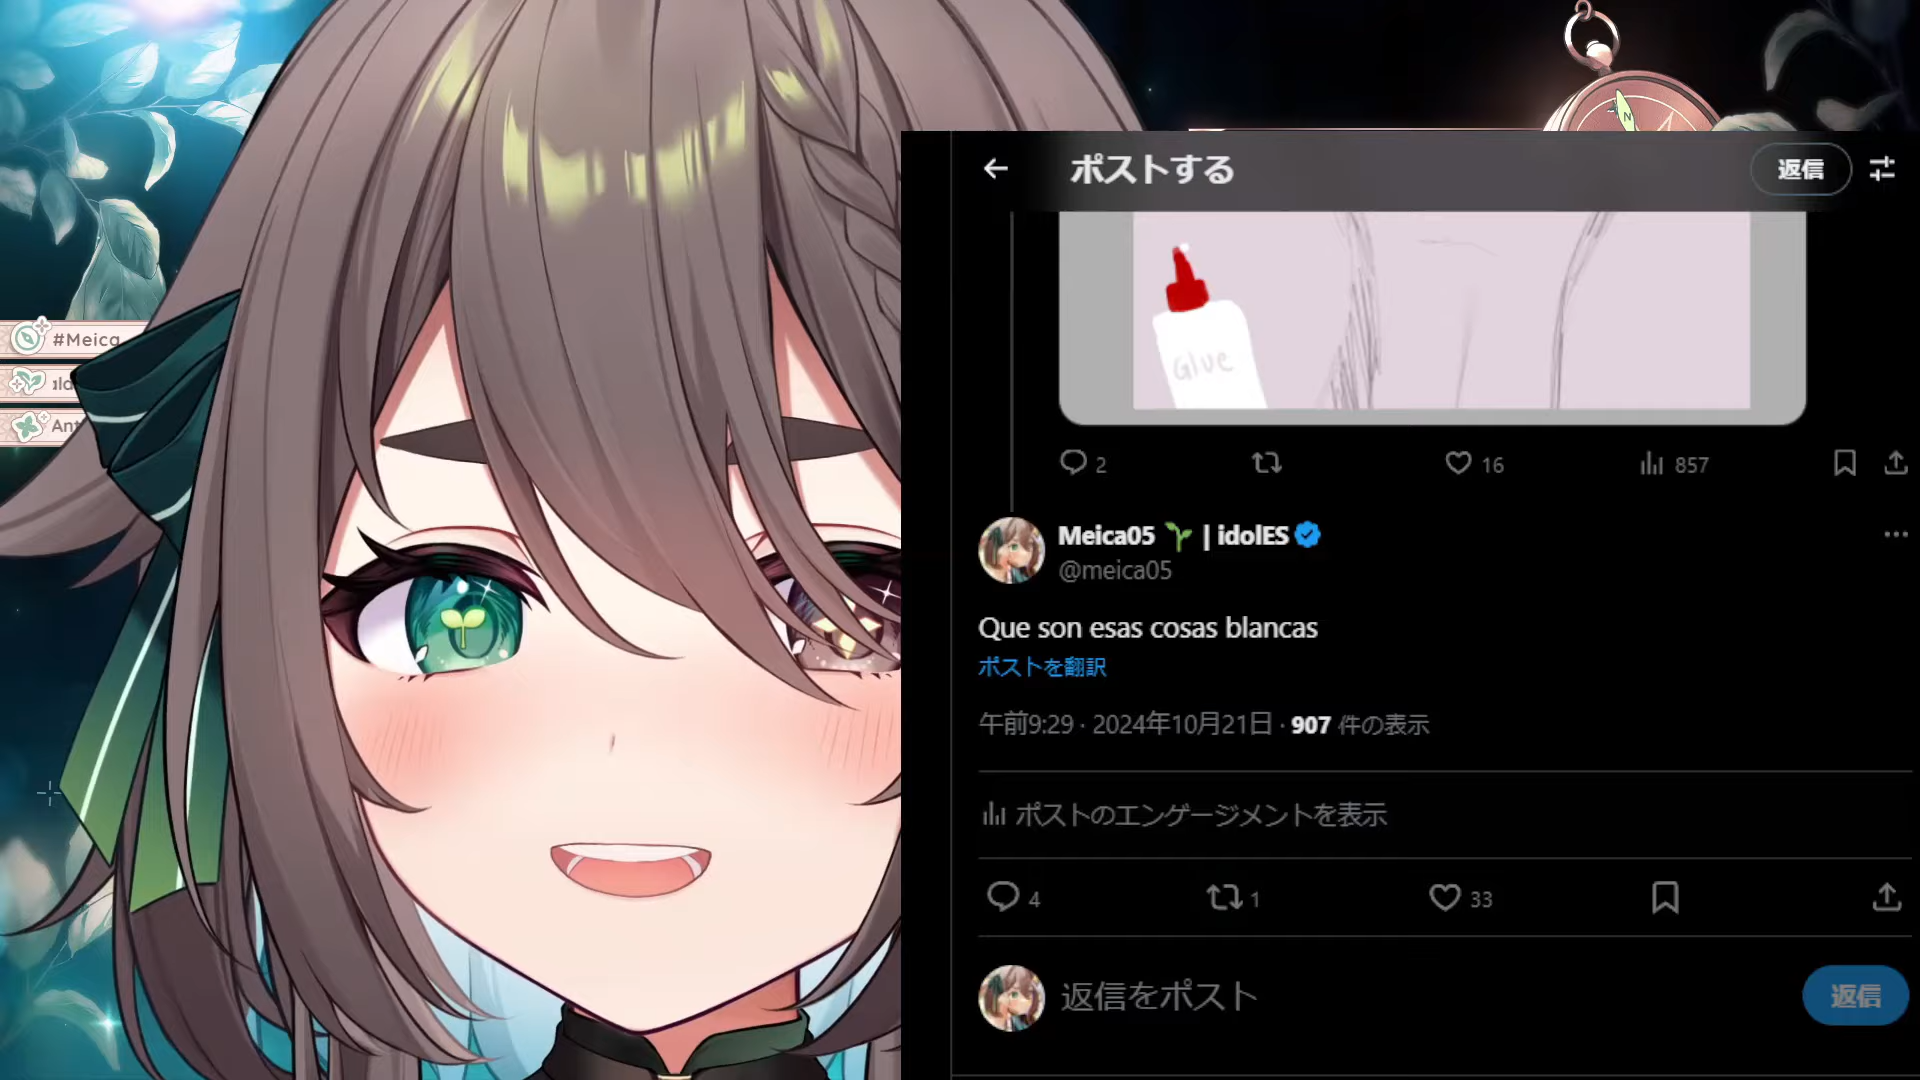 N
#Meica
Ant
ポストする
返信
Glue
2
16
857
Meica05 | idolES
@meica05
Que son esas cosas blancas
ポストを翻訳
午前9:29 · 2024年10月21日 · 907 件の表示
ポストのエンゲージメントを表示
4
1
33
返信をポスト
返信